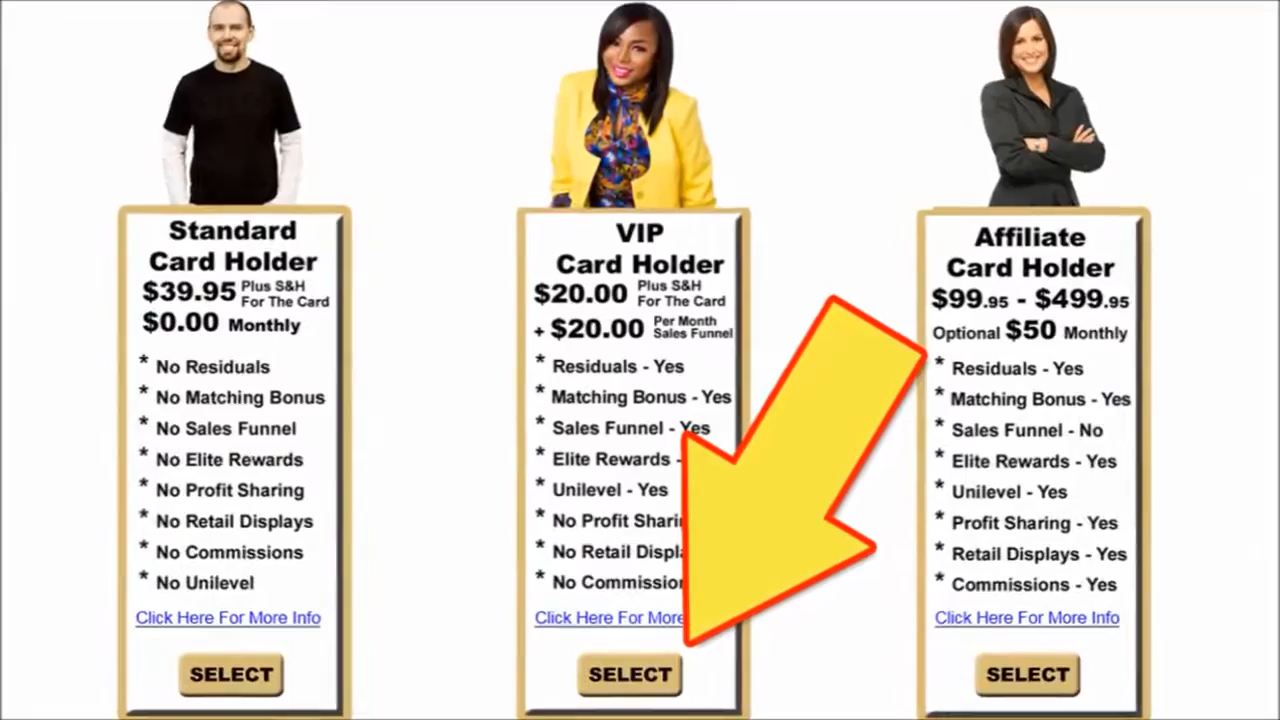 Standard
Card Holder
$39.95 Plus S&H
For The Card
$0.00 Monthly
* No Residuals
* No Matching Bonus
* No Sales Funnel
* No Elite Rewards
* No Profit Sharing
* No Retail Displays
* No Commissions
* No Unilevel
Click Here For More Info
SELECT
VIP
Card Holder
$20.00 Plus S&H
For The Card
+ $20.00 Per Month
Sales Funnel
* Residuals - Yes
* Matching Bonus - Yes
* Sales Funnel - Yes
* Elite Rewards -
* Unilevel - Yes
* No Profit
* No Retail
* No
Click Here For More
SELECT
Affiliate
Card Holder
$99.95 - $499.95
Optional $50 Monthly
* Residuals - Yes
* Matching Bonus - Yes
* Sales Funnel - No
* Elite Rewards - Yes
* Unilevel - Yes
* Profit Sharing - Yes
* Retail Displays - Yes
* Commissions - Yes
Click Here For More Info
SELECT